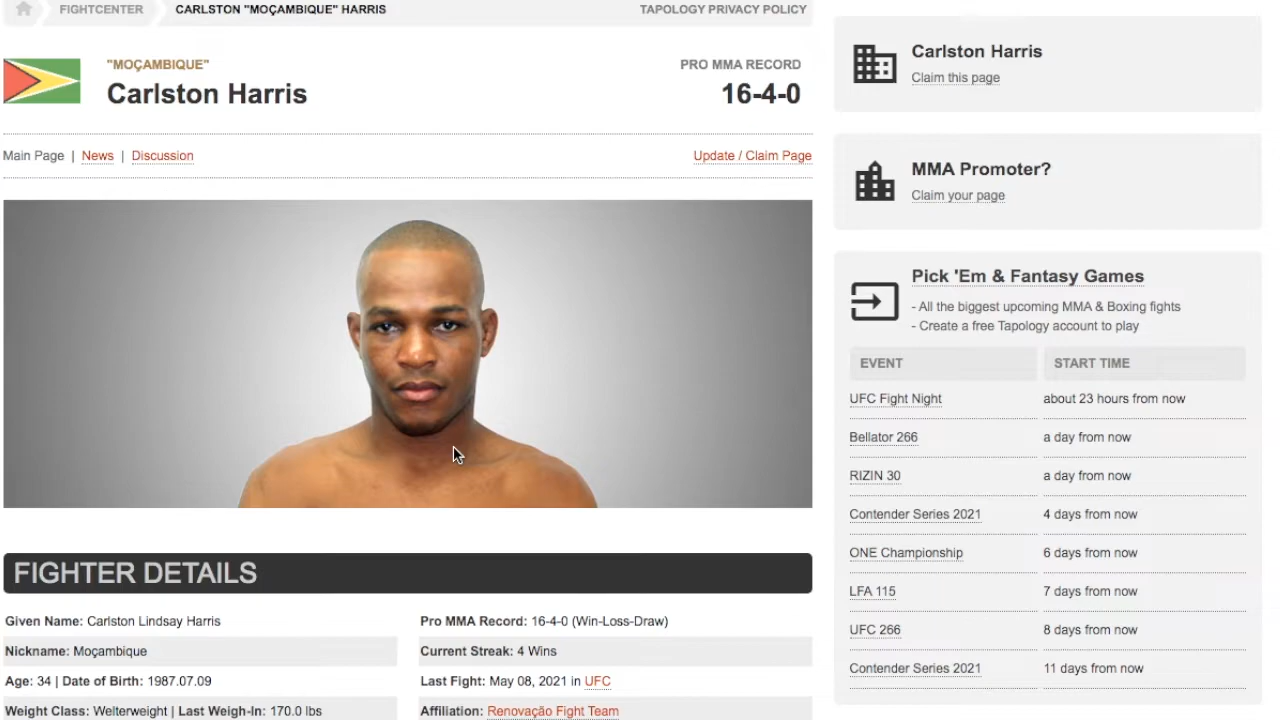 FIGHTCENTER
CARLSTON "MOÇAMBIQUE" HARRIS
TAPOLOGY PRIVACY POLICY
"MOÇAMBIQUE"
Carlston Harris
PRO MMA RECORD
16-4-0
Main Page | News | Discussion
Update / Claim Page
FIGHTER DETAILS
Given Name: Carlston Lindsay Harris
Pro MMA Record: 16-4-0 (Win-Loss-Draw)
Nickname: Moçambique
Current Streak: 4 Wins
Age: 34 | Date of Birth: 1987.07.09
Last Fight: May 08, 2021 in UFC
Weight Class: Welterweight | Last Weigh-In: 170.0 lbs
Affiliation: Renovação Fight Team
Carlston Harris
Claim this page
MMA Promoter?
Claim your page
Pick 'Em & Fantasy Games
- All the biggest upcoming MMA & Boxing fights
- Create a free Tapology account to play
EVENT START TIME
UFC Fight Night about 23 hours from now
Bellator 266 a day from now
RIZIN 30 a day from now
Contender Series 2021 4 days from now
ONE Championship 6 days from now
LFA 115 7 days from now
UFC 266 8 days from now
Contender Series 2021 11 days from now